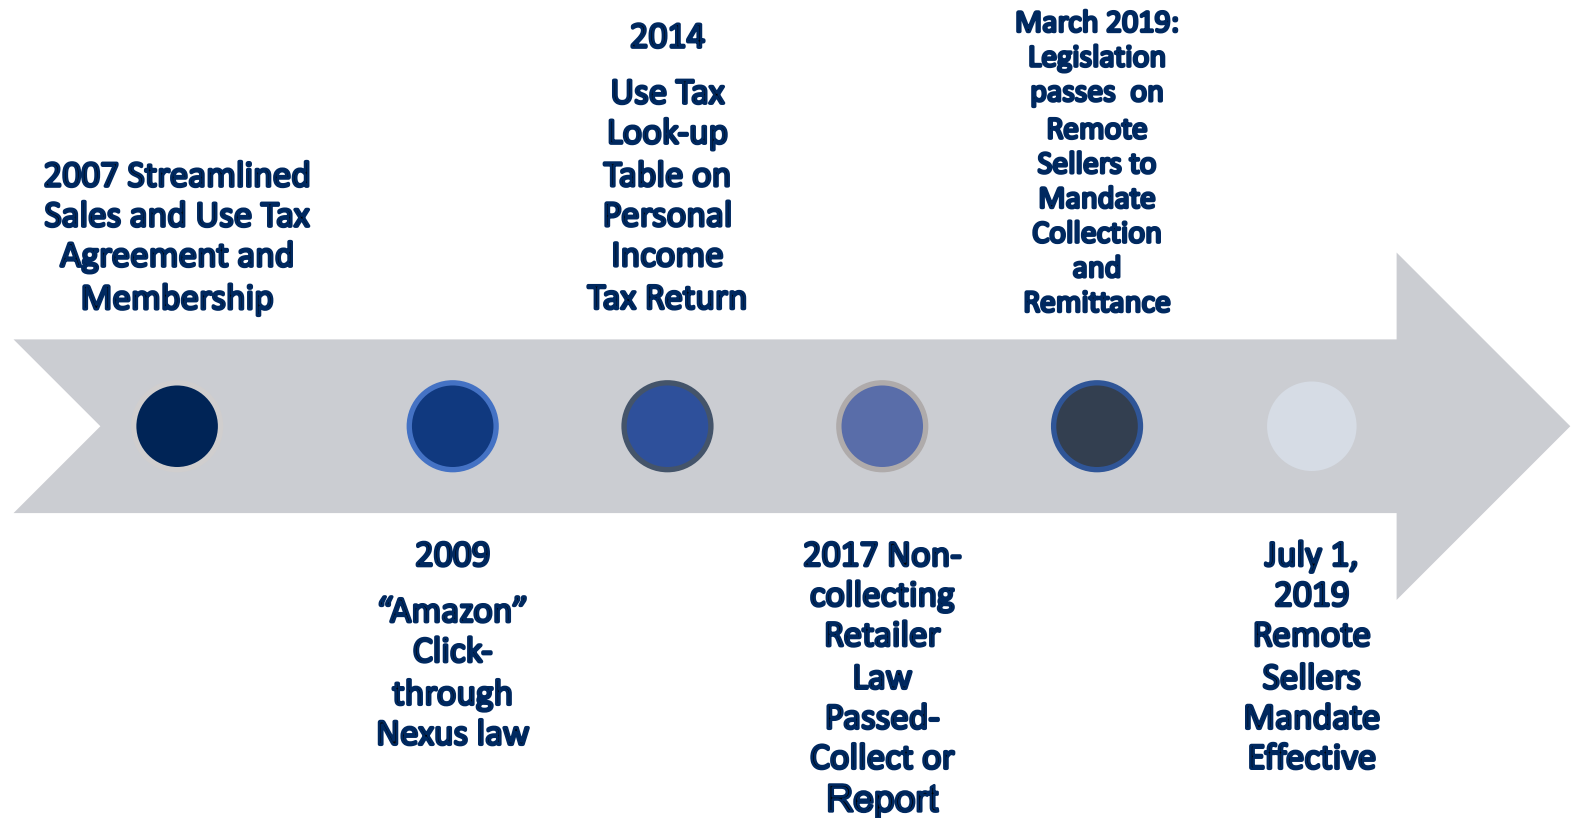 2007 Streamlined
Sales and Use Tax
Agreement and
Membership
2009
“Amazon”
Click-
through
Nexus law
2014
Use Tax
Look-up
Table on
Personal
Income
Tax Return
2017 Non-
collecting
Retailer
Law
Passed-
Collect or
Report
March 2019:
Legislation
passes on
Remote
Sellers to
Mandate
Collection
and
Remittance
July 1,
2019
Remote
Sellers
Mandate
Effective